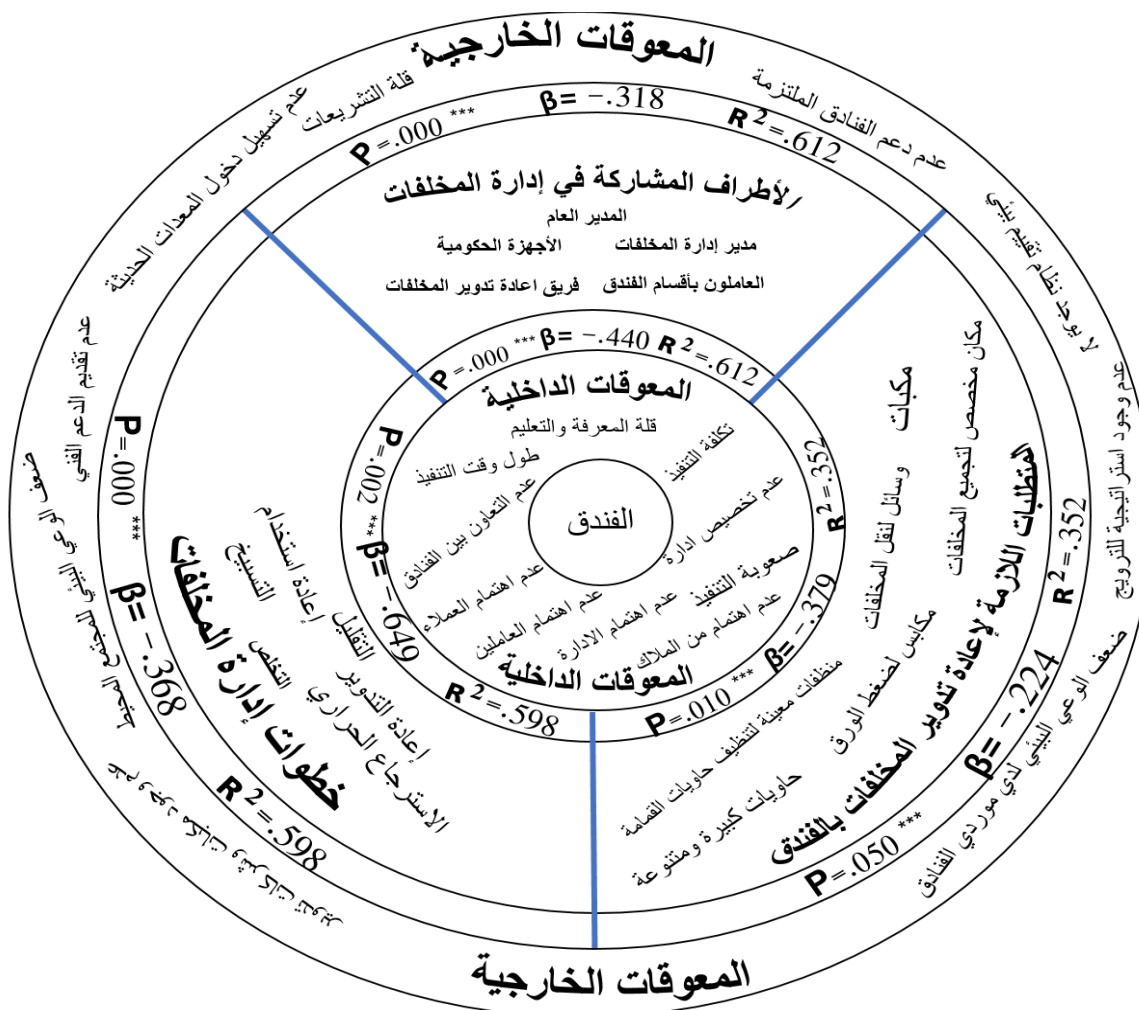 المعوقات الخارجية
قلة التشريعات
عدم دعم الفنادق الملتزمة
عدم تسهيل دخول المعدات الحديثة
لا يوجد نظام تقييم بيئي
عدم تقديم الدعم الفني
عدم وجود استراتيجية للترويج
ضعف الوعي البيئي للمجتمع المحيط
ضعف الوعي البيئي لدي موردي الفنادق
عدم وجود مكبات وشركات تدوير
المعوقات الخارجية
P=.000 ***
β= -.318
R²=.612
الأطراف المشاركة في إدارة المخلفات
المدير العام
مدير إدارة المخلفات
الأجهزة الحكومية
العاملون بأقسام الفندق
فريق اعادة تدوير المخلفات
P=.000 ***
β= -.440
R²=.612
R²=.352
β= -.224
P=.050 ***
المتطلبات اللازمة لإعادة تدوير المخلفات بالفندق
مكان مخصص لتجميع المخلفات
مكبات
وسائل لنقل المخلفات
مكابس لضغط الورق
منظفات معينة لتنظيف حاويات القمامة
حاويات كبيرة ومتنوعة
R²=.352
β= -.379
P=.010 ***
P=.000 ***
β= -.368
R²=.598
خطوات إدارة المخلفات
إعادة استخدام
التسبيخ
التقليل
التخلص
إعادة التدوير
الاسترجاع الحراري
P=.002 ***
β= -.649
R²=.598
المعوقات الداخلية
قلة المعرفة والتعليم
تكلفة التنفيذ
طول وقت التنفيذ
عدم تخصيص ادارة
عدم التعاون بين الفنادق
صعوبة التنفيذ
عدم اهتمام العملاء
عدم اهتمام من الملاك
عدم اهتمام الادارة
عدم اهتمام العاملين
المعوقات الداخلية
الفندق